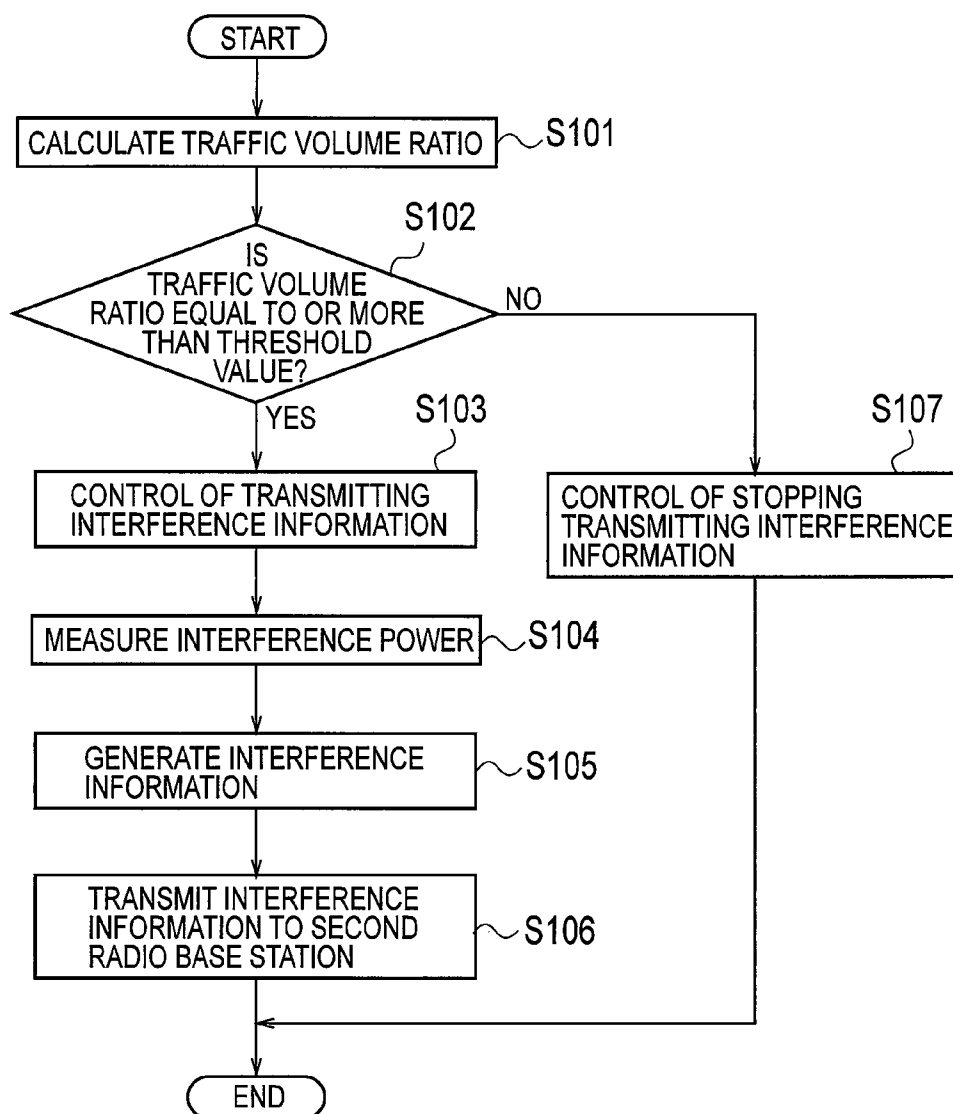 START
CALCULATE TRAFFIC VOLUME RATIO
S101
S102
IS
TRAFFIC VOLUME
RATIO EQUAL TO OR MORE
THAN THRESHOLD
VALUE?
NO
YES
S103
CONTROL OF TRANSMITTING
INTERFERENCE INFORMATION
S107
CONTROL OF STOPPING
TRANSMITTING INTERFERENCE
INFORMATION
MEASURE INTERFERENCE POWER
S104
GENERATE INTERFERENCE
INFORMATION
S105
TRANSMIT INTERFERENCE
INFORMATION TO SECOND
RADIO BASE STATION
S106
END